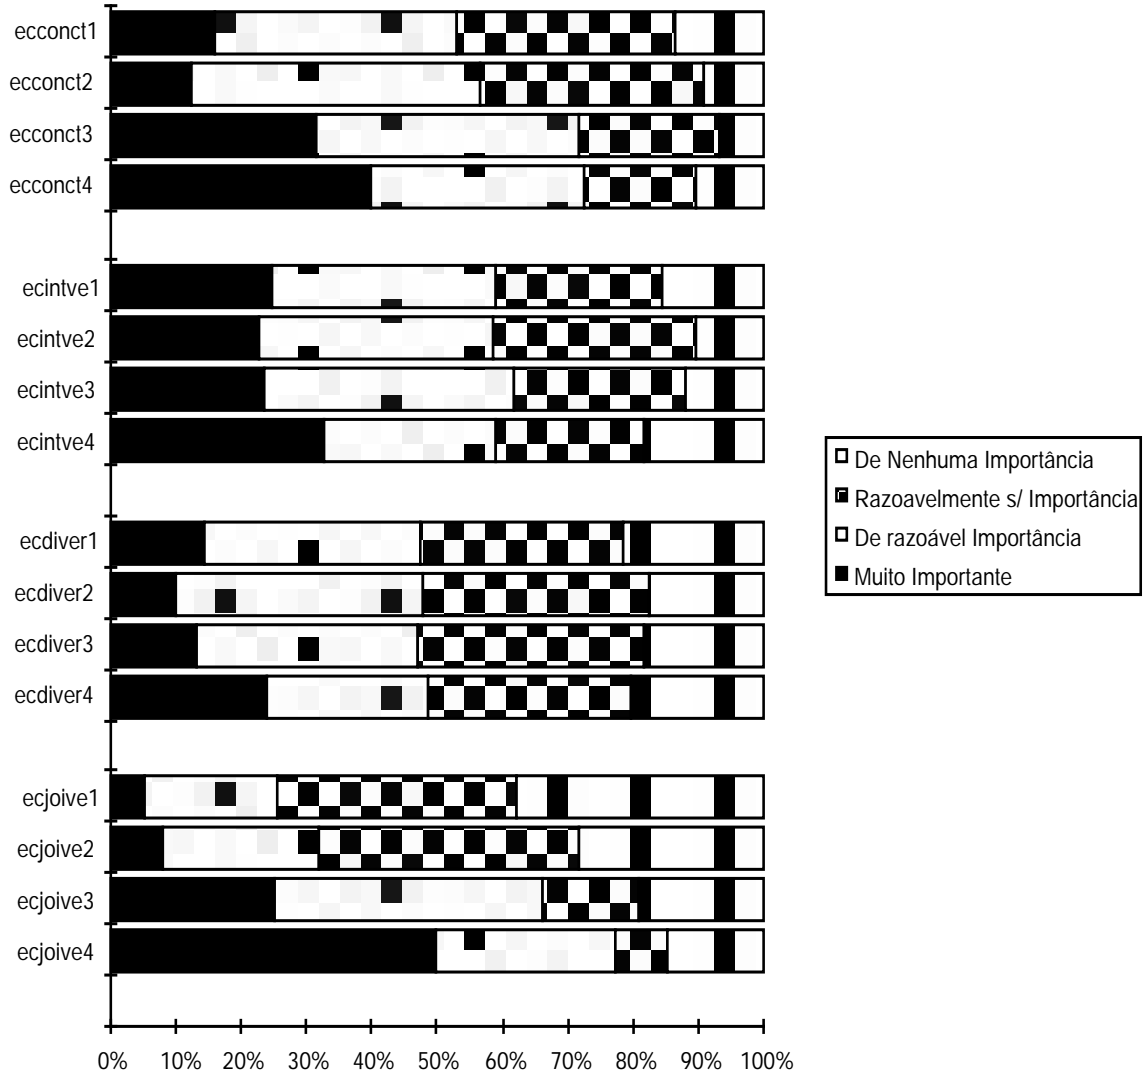 ecconct1
ecconct2
ecconct3
ecconct4
ecintve1
ecintve2
ecintve3
ecintve4
ecdiver1
ecdiver2
ecdiver3
ecdiver4
ecjoive1
ecjoive2
ecjoive3
ecjoive4
0% 10% 20% 30% 40% 50% 60% 70% 80% 90% 100%
De Nenhuma Importância
Razoavelmente s/ Importância
De razoável Importância
Muito Importante